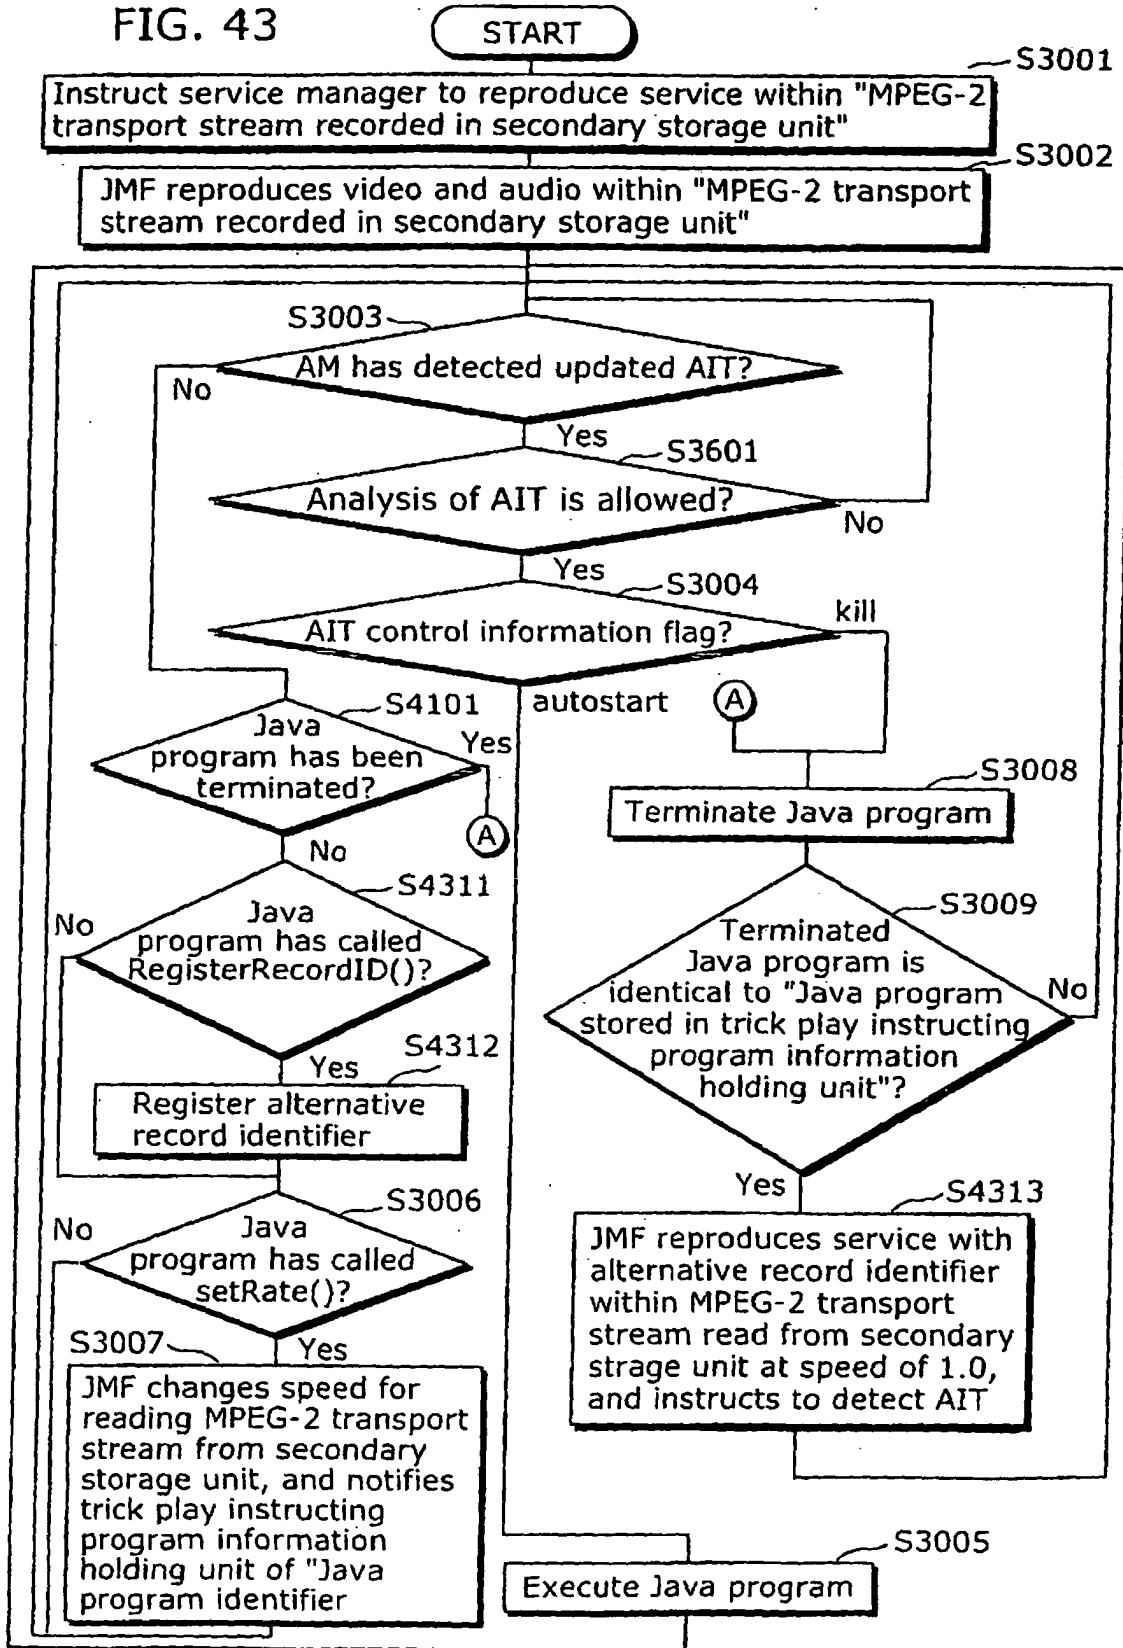 FIG. 43
START
S3001
Instruct service manager to reproduce service within "MPEG-2
transport stream recorded in secondary storage unit"
S3002
JMF reproduces video and audio within "MPEG-2 transport
stream recorded in secondary storage unit"
S3003
AM has detected updated AIT?
No
Yes
S3601
Analysis of AIT is allowed?
No
Yes
S3004
AIT control information flag?
kill
autostart
A
S4101
Java
program has been
terminated?
Yes
A
No
S3008
Terminate Java program
S4311
Java
program has called
RegisterRecordID()?
No
Yes
S3009
Terminated
Java program is
identical to "Java program
stored in trick play instructing
program information
holding unit"?
No
Yes
S4312
Register alternative
record identifier
S3006
Java
program has called
setRate()?
No
Yes
S4313
JMF reproduces service with
alternative record identifier
within MPEG-2 transport
stream read from secondary
strage unit at speed of 1.0,
and instructs to detect AIT
S3007
JMF changes speed for
reading MPEG-2 transport
stream from secondary
storage unit, and notifies
trick play instructing
program information
holding unit of "Java
program identifier
S3005
Execute Java program